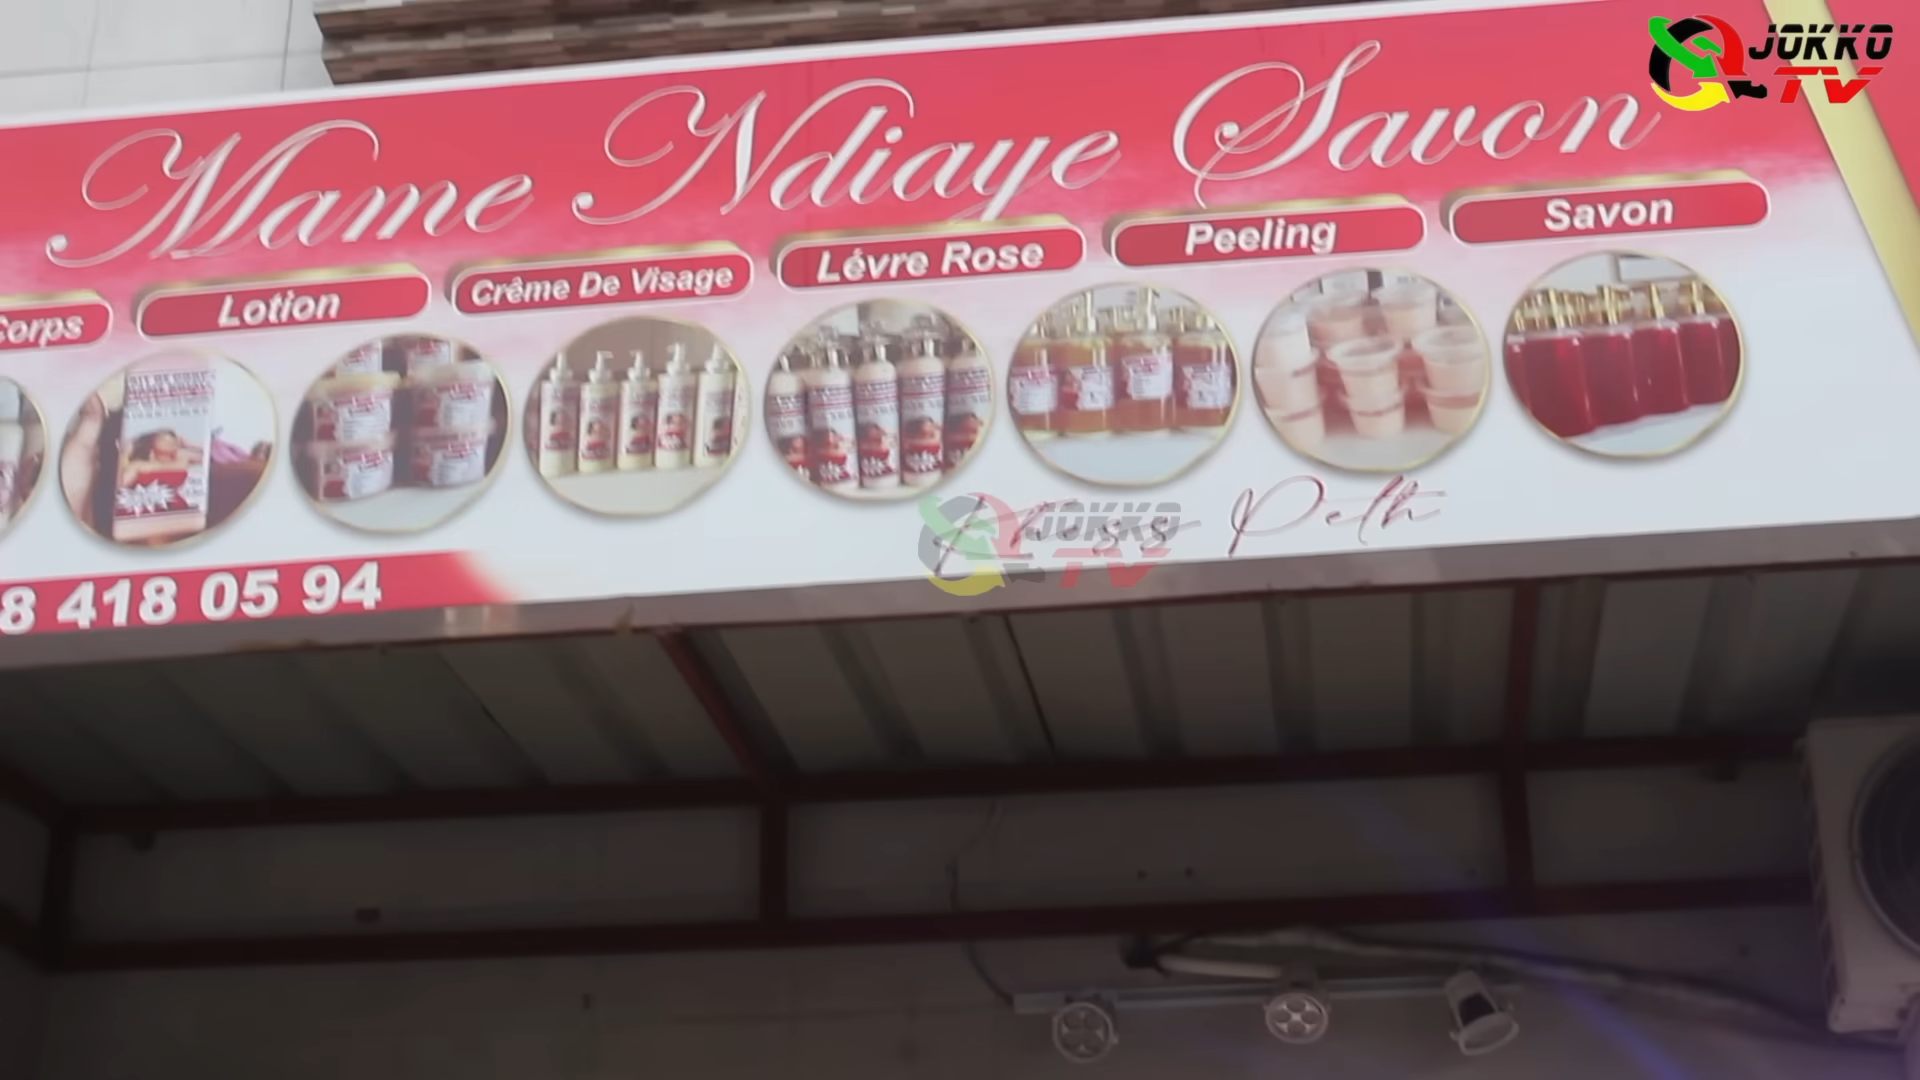 JOKKO
TV
Mame Ndiaye Savon
Corps
Lotion
Crême De Visage
Lévre Rose
Peeling
Savon
JOKKO
TV
8 418 05 94